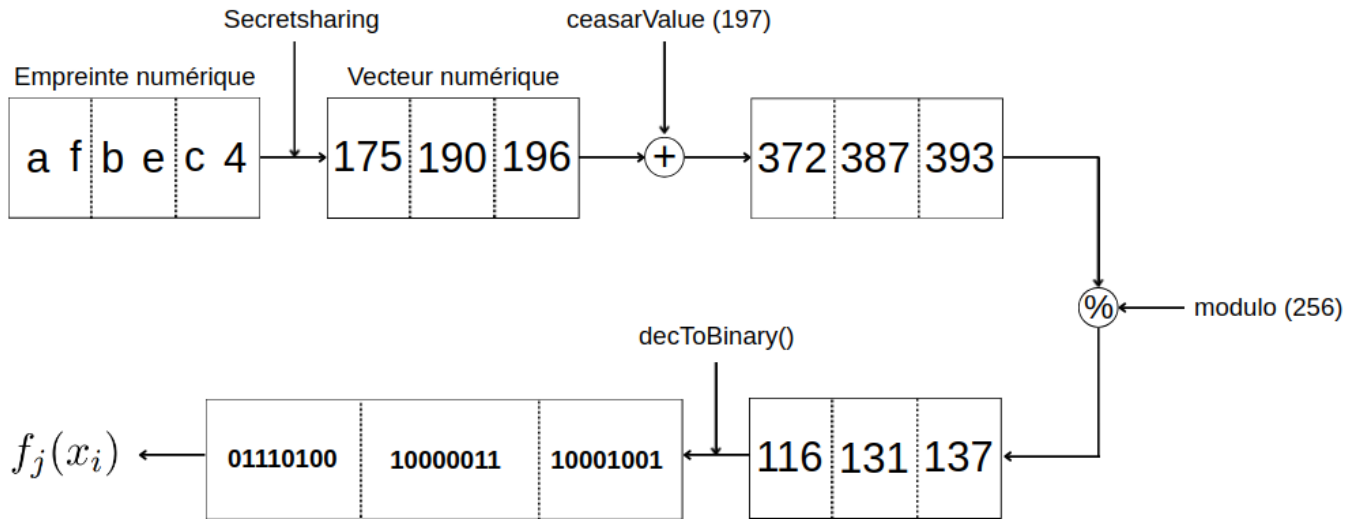 Secretsharing
ceasarValue (197)
Empreinte numérique
Vecteur numérique
a f b e c 4
175 190 196
+
372 387 393
%
modulo (256)
decToBinary()
116 131 137
01110100 10000011 10001001
f_j(x_i)